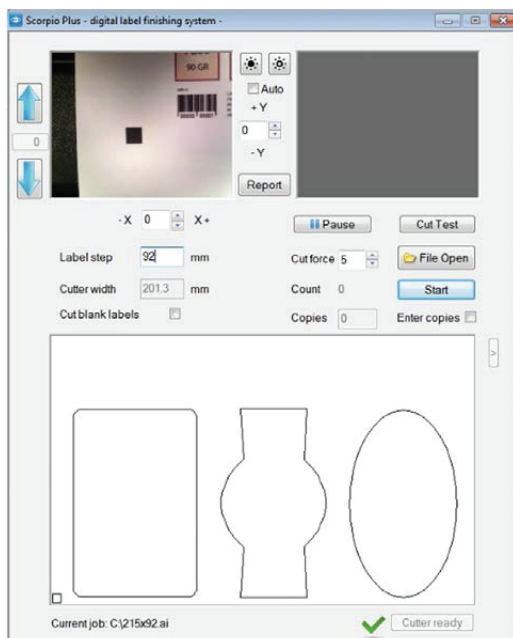 Scorpio Plus - digital label finishing system -
90 GR
Auto
+ Y
0
0
- Y
Report
- X 0 X+
Pause
Cut Test
Label step 92 mm
Cut force 5
File Open
Cutter width 201.3 mm
Count 0
Start
Cut blank labels
Copies 0
Enter copies
>
Current job: C:\215x92.ai
Cutter ready